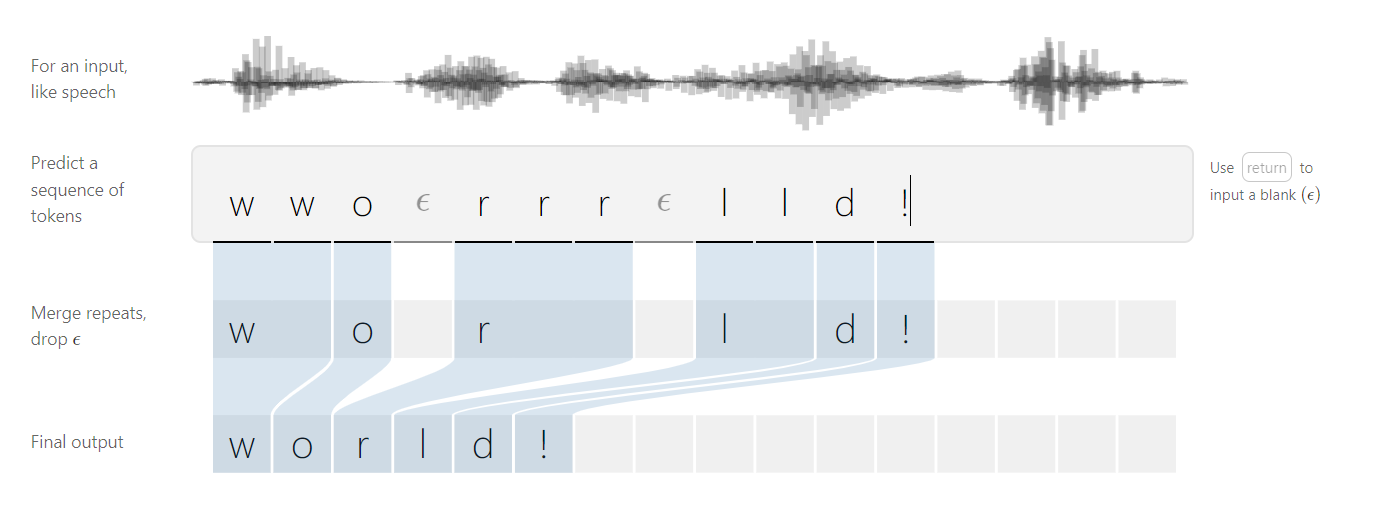 For an input,
like speech
Predict a
sequence of
tokens
w w o ϵ r r r ϵ l l d !
Use return to
input a blank (ϵ)
Merge repeats,
drop ϵ
w o r l d !
Final output
w o r l d !